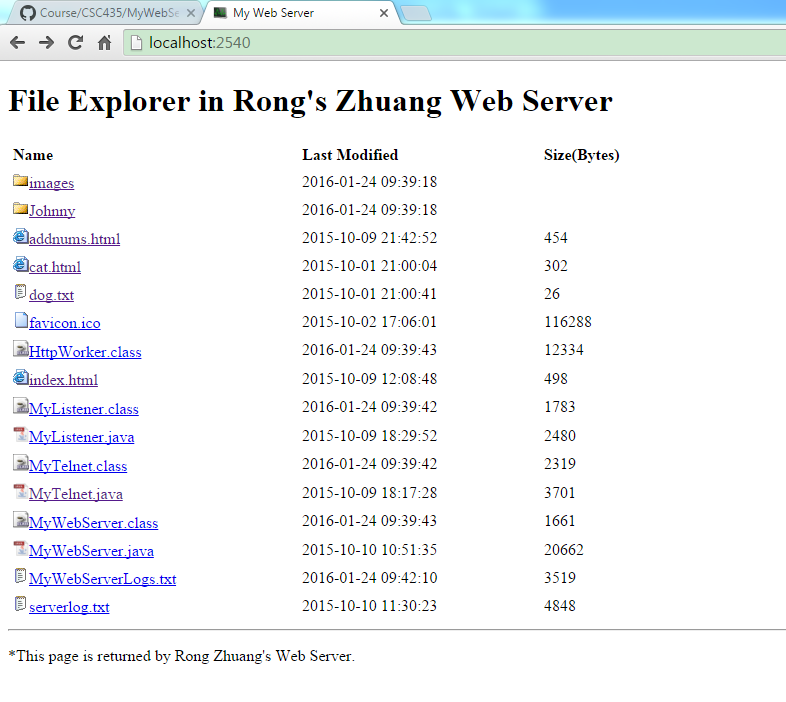 Course/CSC435/MyWebSe
My Web Server
localhost:2540
File Explorer in Rong's Zhuang Web Server
Name Last Modified Size(Bytes)
images 2016-01-24 09:39:18
Johnny 2016-01-24 09:39:18
addnums.html 2015-10-09 21:42:52 454
cat.html 2015-10-01 21:00:04 302
dog.txt 2015-10-01 21:00:41 26
favicon.ico 2015-10-02 17:06:01 116288
HttpWorker.class 2016-01-24 09:39:43 12334
index.html 2015-10-09 12:08:48 498
MyListener.class 2016-01-24 09:39:42 1783
MyListener.java 2015-10-09 18:29:52 2480
MyTelnet.class 2016-01-24 09:39:42 2319
MyTelnet.java 2015-10-09 18:17:28 3701
MyWebServer.class 2016-01-24 09:39:43 1661
MyWebServer.java 2015-10-10 10:51:35 20662
MyWebServerLogs.txt 2016-01-24 09:42:10 3519
serverlog.txt 2015-10-10 11:30:23 4848
*This page is returned by Rong Zhuang's Web Server.